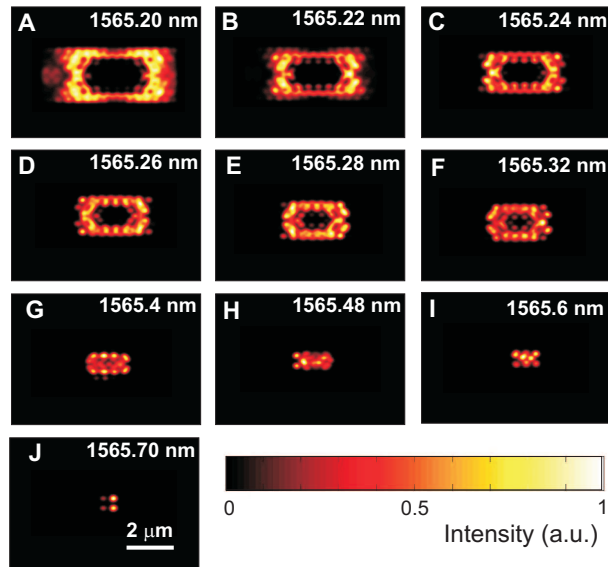 A 1565.20 nm
B 1565.22 nm
C 1565.24 nm
D 1565.26 nm
E 1565.28 nm
F 1565.32 nm
G 1565.4 nm
H 1565.48 nm
I 1565.6 nm
J 1565.70 nm
2 μm
0 0.5 1
Intensity (a.u.)